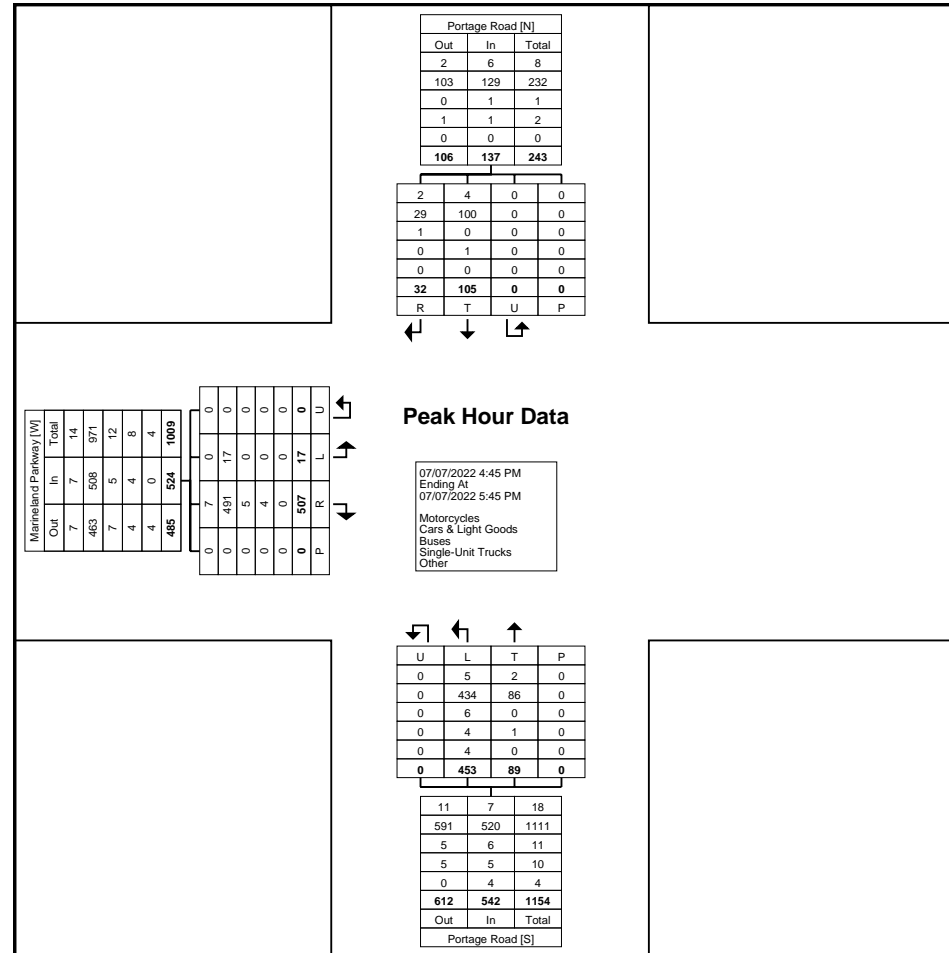 Portage Road [N]
Out In Total
2 6 8
103 129 232
0 1 1
1 1 2
0 0 0
106 137 243
2 4 0 0
29 100 0 0
1 0 0 0
0 1 0 0
0 0 0 0
32 105 0 0
R T U P
Marineland Parkway [W]
Out In Total
7 7 14
463 508 971
7 5 12
4 4 8
4 0 4
485 524 1009
0 7 0 0
0 491 17 0
0 5 0 0
0 4 0 0
0 0 0 0
0 507 17 0
P R L U
Peak Hour Data
07/07/2022 4:45 PM
Ending At
07/07/2022 5:45 PM
Motorcycles
Cars & Light Goods
Buses
Single-Unit Trucks
Other
U L T P
0 5 2 0
0 434 86 0
0 6 0 0
0 4 1 0
0 4 0 0
0 453 89 0
11 7 18
591 520 1111
5 6 11
5 5 10
0 4 4
612 542 1154
Out In Total
Portage Road [S]